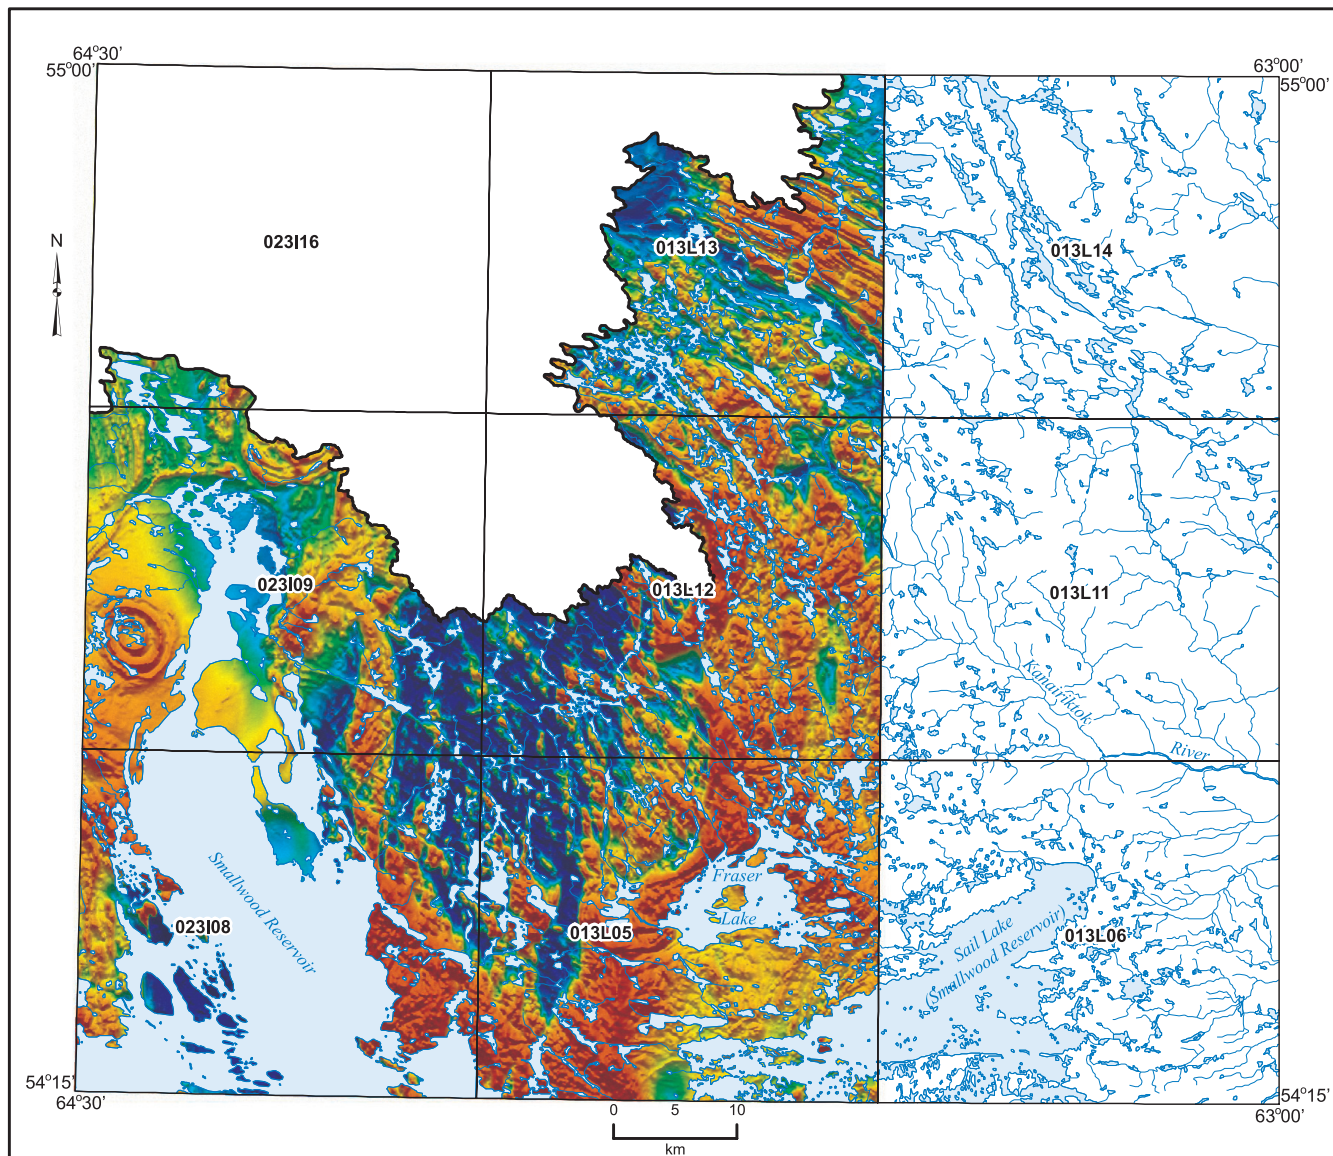 64°30'
55°00'
63°00'
55°00'
N
023I16
013L13
013L14
023I09
013L12
013L11
Kanairiktok
River
Smallwood Reservoir
Fraser
Lake
023I08
013L05
Sail Lake
(Smallwood Reservoir)
013L06
54°15'
64°30'
54°15'
63°00'
0 5 10
km